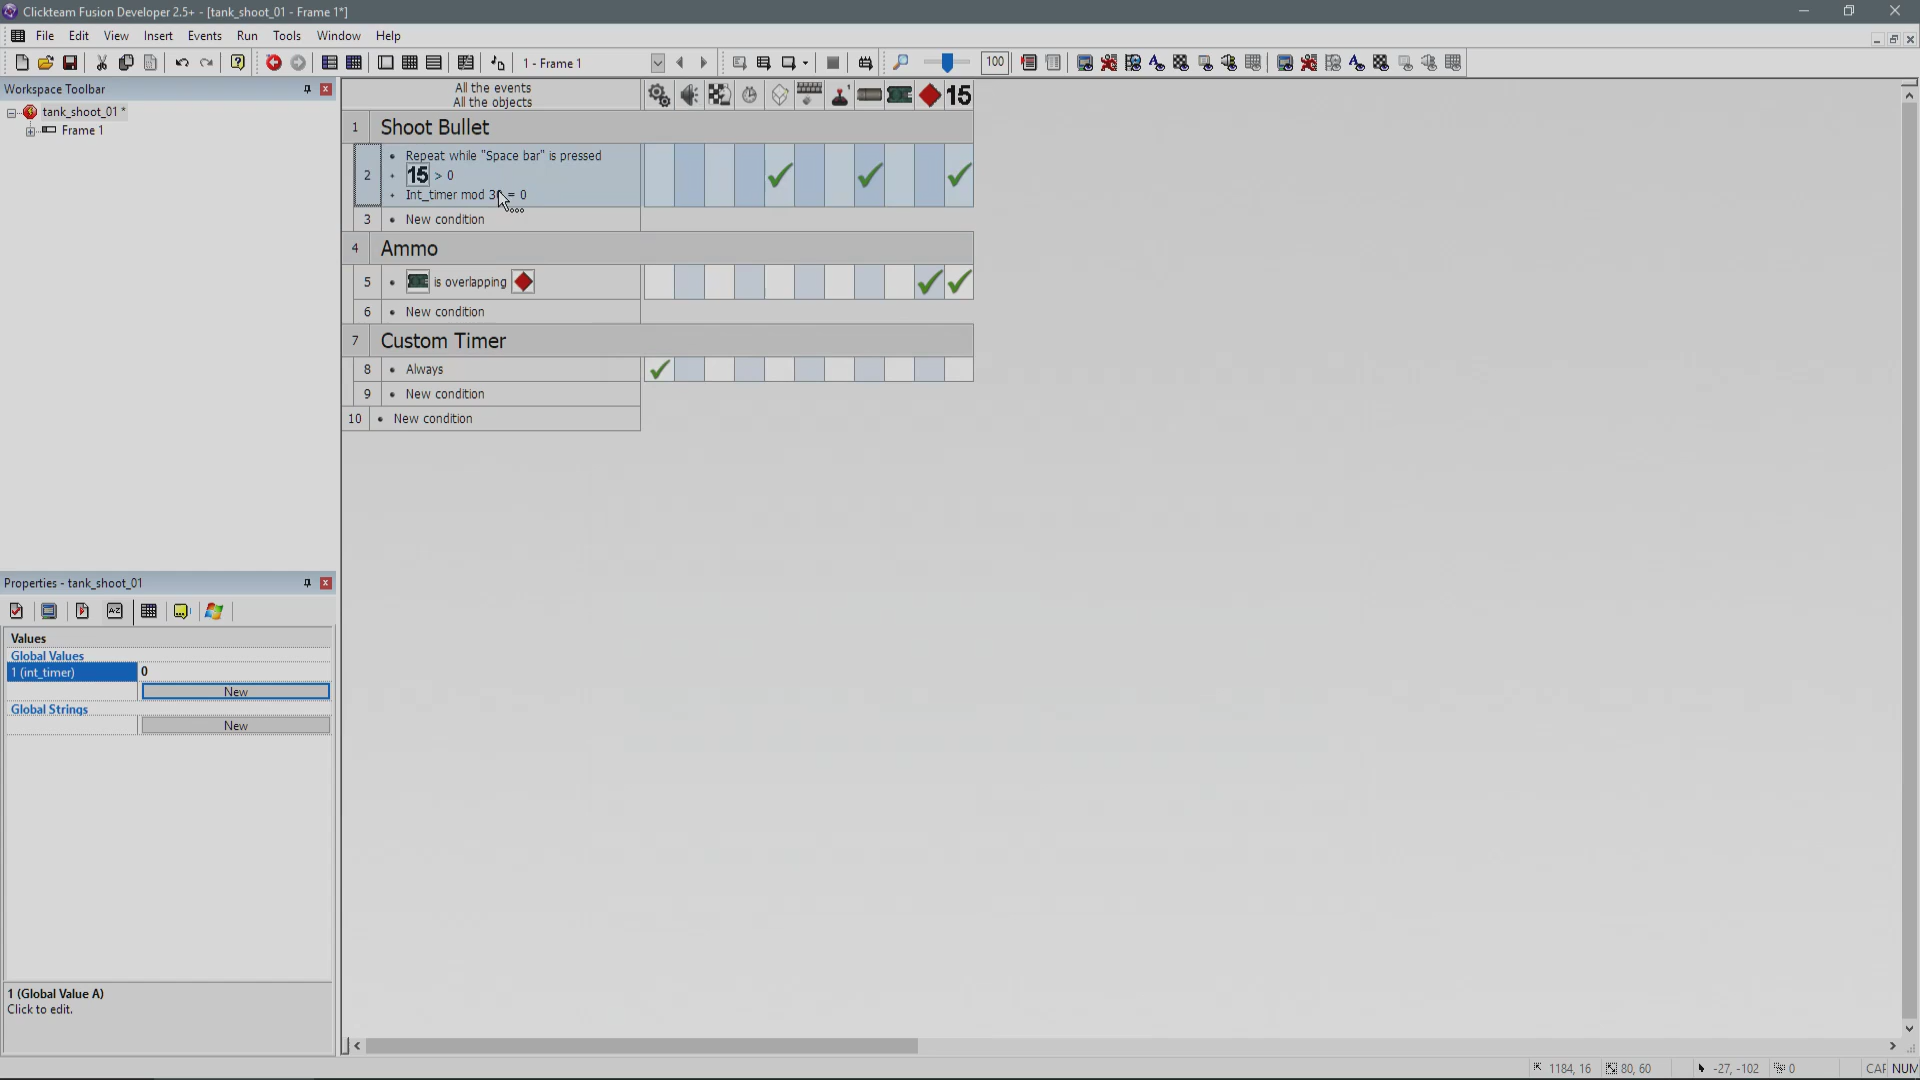 Clickteam Fusion Developer 2.5+ - [tank_shoot_01 - Frame 1*]
File Edit View Insert Events Run Tools Window Help
1 - Frame 1
100
Workspace Toolbar
tank_shoot_01 *
Frame 1
All the events
All the objects
15
1 Shoot Bullet
2
Repeat while "Space bar" is pressed
15 > 0
Int_timer mod = 0
3 New condition
4 Ammo
5 is overlapping
6 New condition
7 Custom Timer
8 Always
9 New condition
10 New condition
Properties - tank_shoot_01
Values
Global Values
1 (int_timer) 0
New
Global Strings
New
1 (Global Value A)
Click to edit.
1184, 16 80, 60 -27, -102 0 CAP NUM